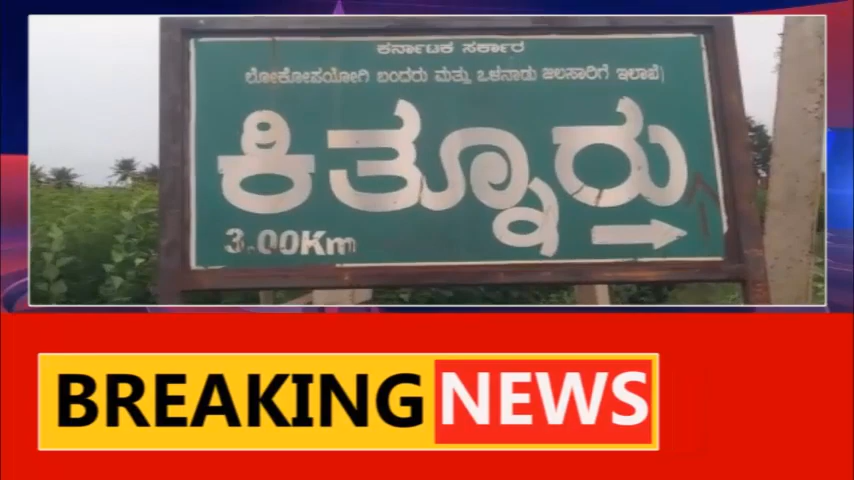 ಕರ್ನಾಟಕ ಸರ್ಕಾರ
ಲೋಕೋಪಯೋಗಿ ಬಂದರು ಮತ್ತು ಒಳನಾಡು ಜಲಸಾರಿಗೆ ಇಲಾಖೆ)
ಕಿತ್ನೂರು
3.00Km
BREAKING NEWS